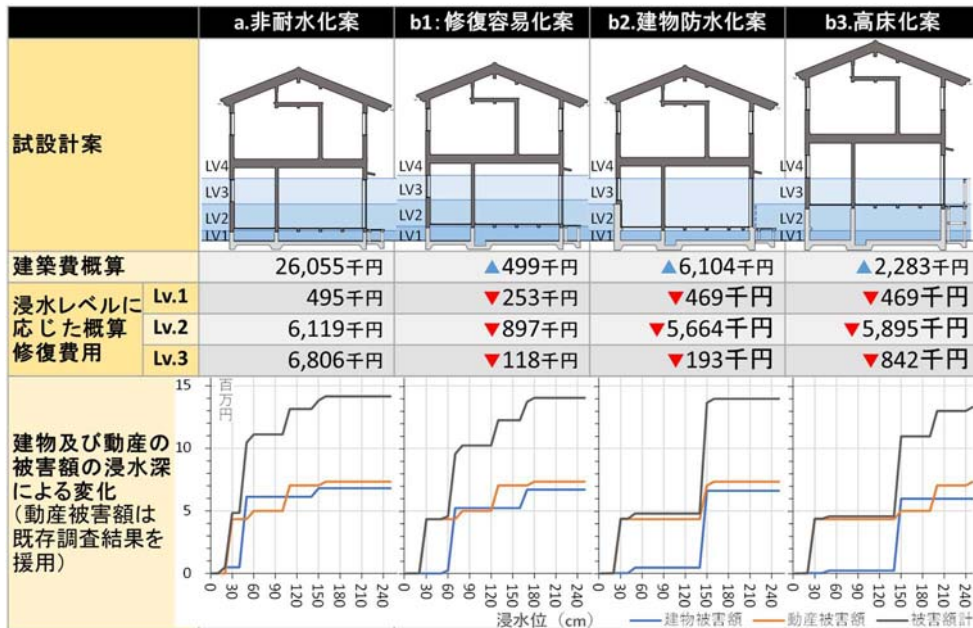 a.非耐水化案 b1:修復容易化案 b2.建物防水化案 b3.高床化案
試設計案
LV4 LV4 LV4 LV4
LV3 LV3 LV3 LV3
LV2 LV2 LV2 LV2
LV1 LV1 LV1 LV1
建築費概算 26,055千円 ▲499千円 ▲6,104千円 ▲2,283千円
浸水レベルに
応じた概算
修復費用
Lv.1 495千円 ▼253千円 ▼469千円 ▼469千円
Lv.2 6,119千円 ▼897千円 ▼5,664千円 ▼5,895千円
Lv.3 6,806千円 ▼118千円 ▼193千円 ▼842千円
建物及び動産の
被害額の浸水深
による変化
(動産被害額は
既存調査結果を
援用)
百万円
15
10
5
0
0 30 60 90 120 150 180 210 240 0 30 60 90 120 150 180 210 240 0 30 60 90 120 150 180 210 240 0 30 60 90 120 150 180 210 240
浸水位(cm) 建物被害額 動産被害額 被害額計